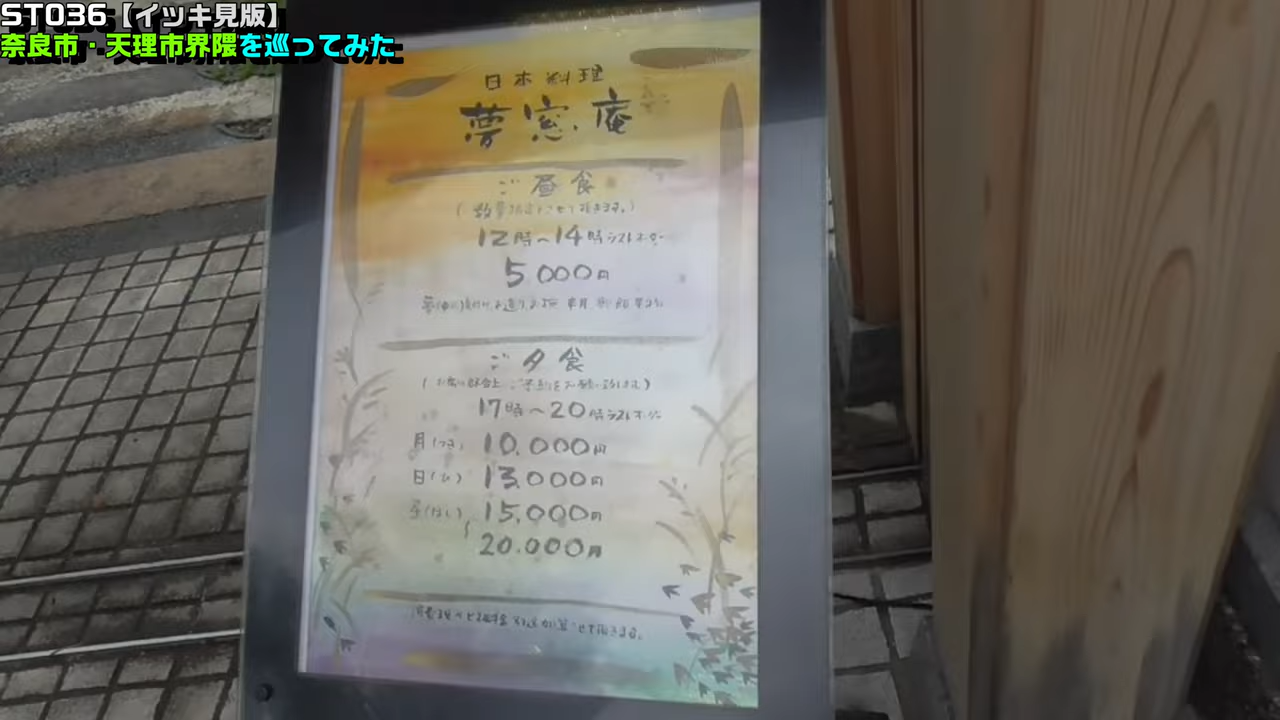 ST036【イッキ見版】
奈良市・天理市界隈を巡ってみた
日本料理
夢窓庵
ご昼食
12時〜14時ラストオーダー
5,000円
ご夕食
17時〜20時ラストオーダー
月(つき) 10,000円
日(ひ) 13,000円
星(ほし) 15,000円
〜
20,000円